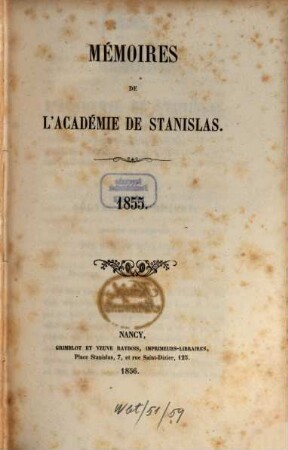 MÉMOIRES
DE
L'ACADÉMIE DE STANISLAS.
1855.
NANCY,
GRIMBLOT ET VEUVE RAYBOIS, IMPRIMEURS-LIBRAIRES,
Place Stanislas, 7, et rue Saint-Dizier, 125.
1856.